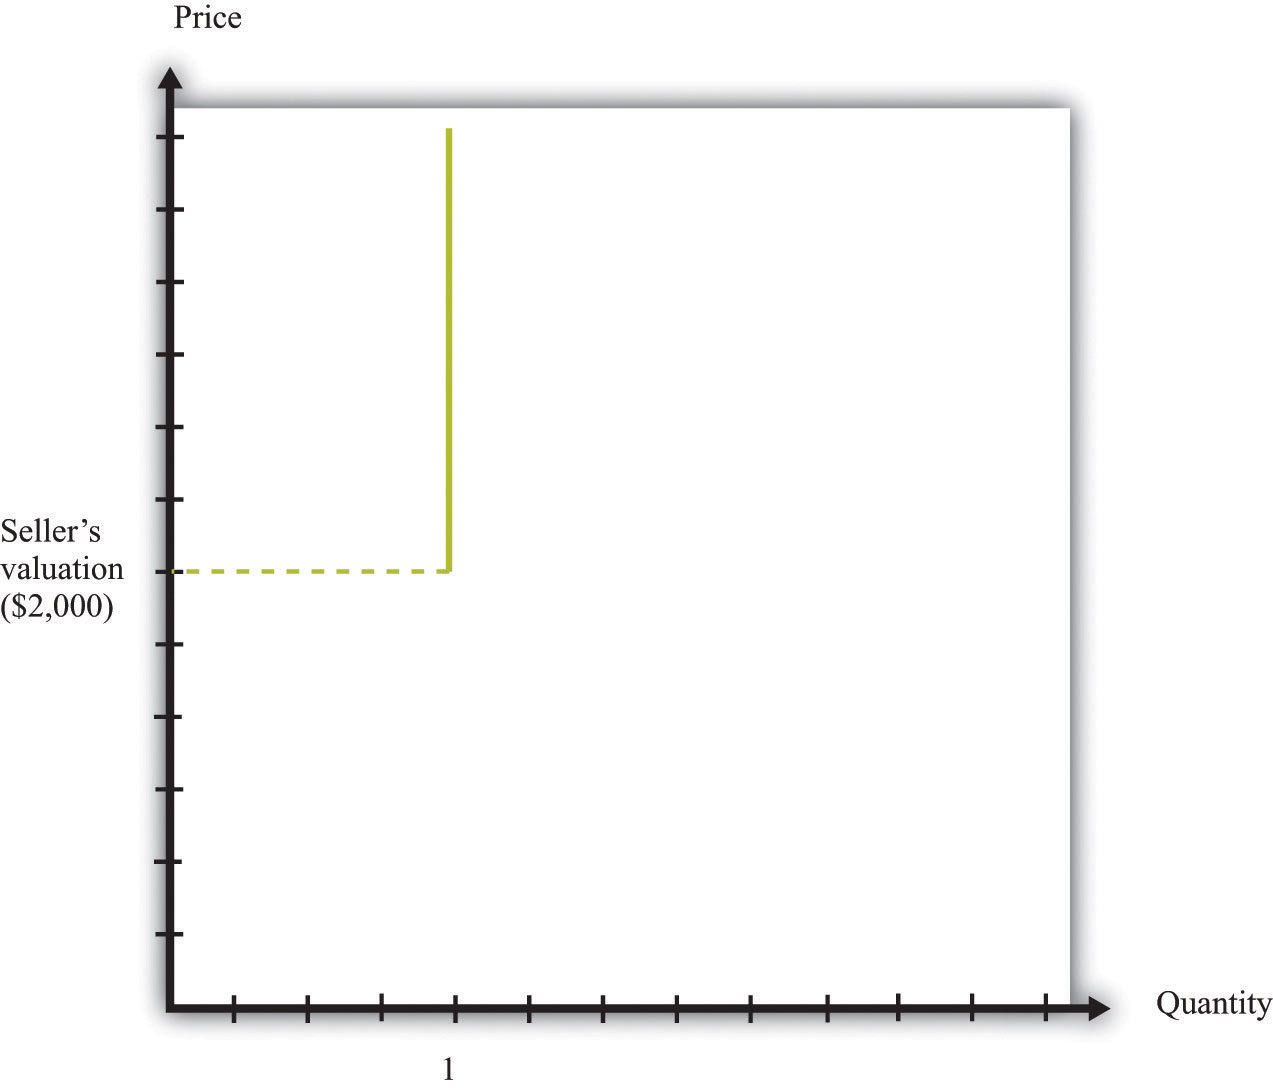 Price
Seller’s
valuation
($2,000)
Quantity
1